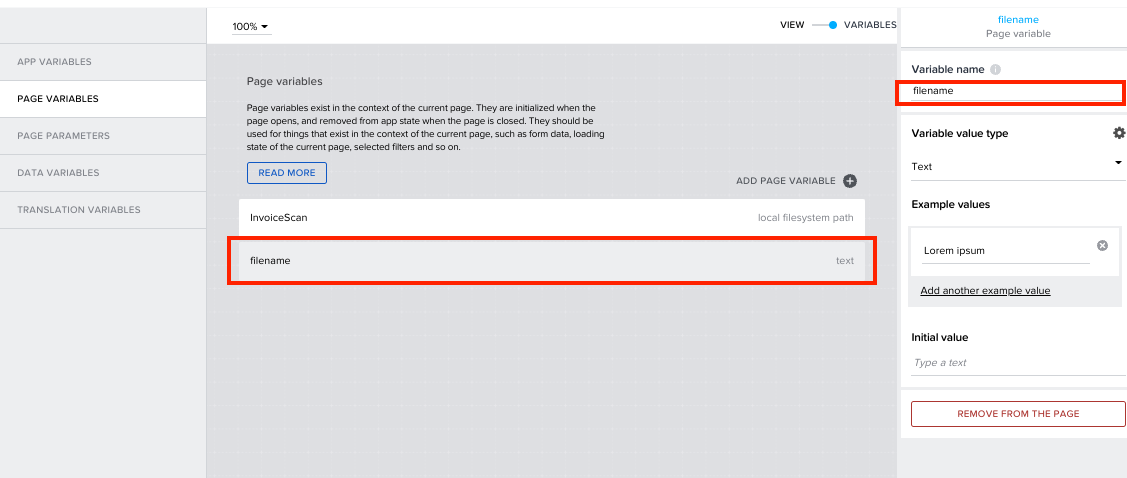 100%
VIEW
VARIABLES
APP VARIABLES
PAGE VARIABLES
PAGE PARAMETERS
DATA VARIABLES
TRANSLATION VARIABLES
Page variables
Page variables exist in the context of the current page. They are initialized when the
page opens, and removed from app state when the page is closed. They should be
used for things that exist in the context of the current page, such as form data, loading
state of the current page, selected filters and so on.
READ MORE
ADD PAGE VARIABLE
InvoiceScan local filesystem path
filename text
filename
Page variable
Variable name
filename
Variable value type
Text
Example values
Lorem ipsum
Add another example value
Initial value
Type a text
REMOVE FROM THE PAGE